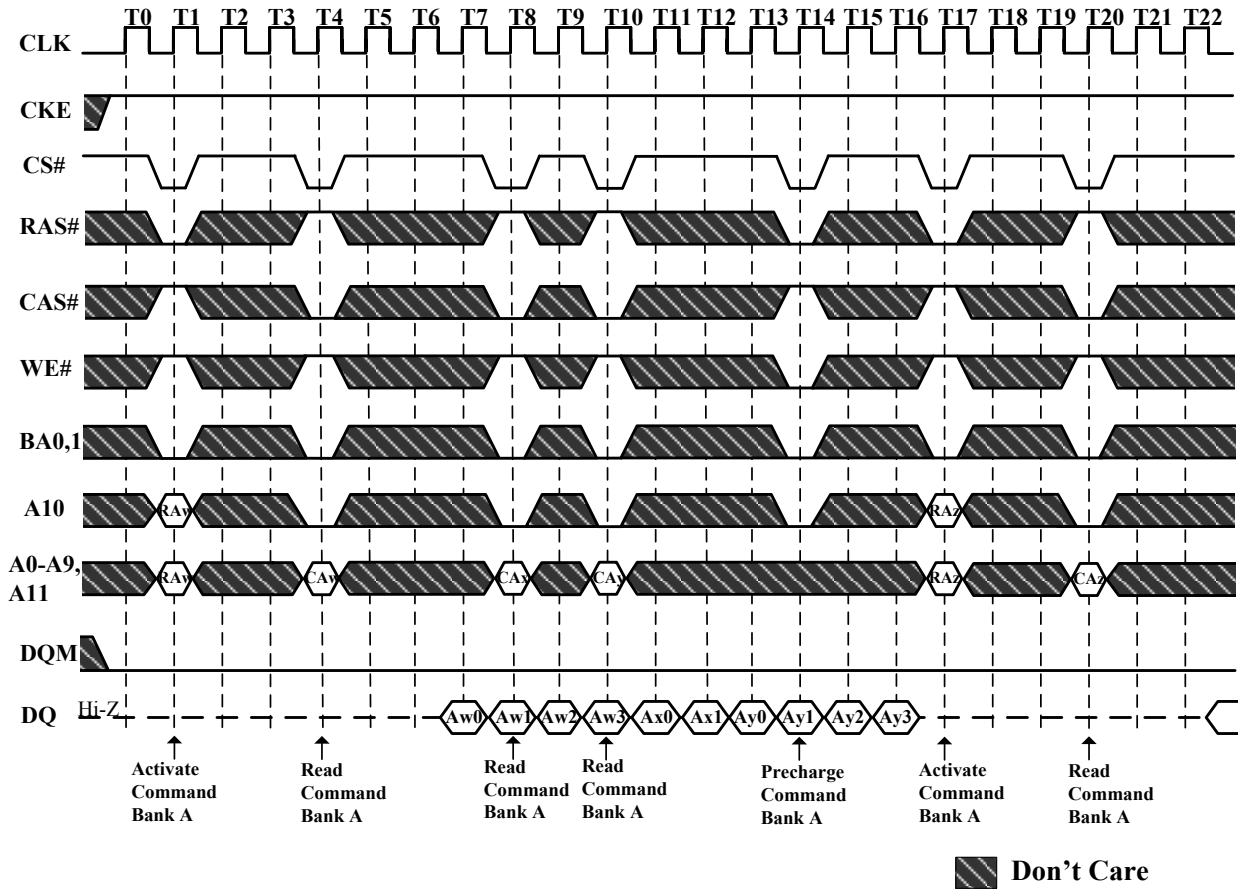 T0 T1 T2 T3 T4 T5 T6 T7 T8 T9 T10 T11 T12 T13 T14 T15 T16 T17 T18 T19 T20 T21 T22
CLK
CKE
CS#
RAS#
CAS#
WE#
BA0,1
A10 RAw RAz
A0-A9,
A11
RAw CAw CAx CAy RAz CAz
DQM
DQ Hi-Z Aw0 Aw1 Aw2 Aw3 Ax0 Ax1 Ay0 Ay1 Ay2 Ay3
Activate
Command
Bank A
Read
Command
Bank A
Read
Command
Bank A
Read
Command
Bank A
Precharge
Command
Bank A
Activate
Command
Bank A
Read
Command
Bank A
Don't Care